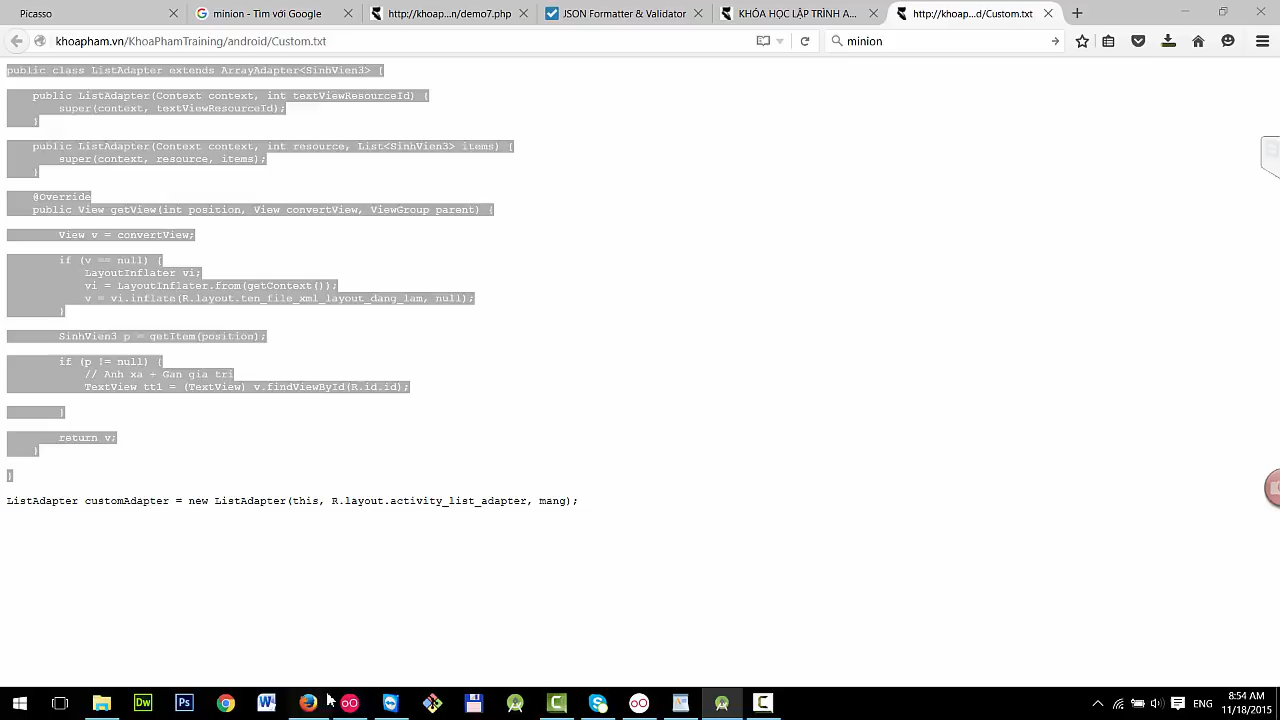 Picasso
minion - Tìm với Google
http://khoap...n/demo7.php
JSON Formatter & Validator
KHÓA HỌC LẬP TRÌNH A...
http://khoap...d/Custom.txt
khoapham.vn/KhoaPhamTraining/android/Custom.txt
minion
public class ListAdapter extends ArrayAdapter<SinhVien3> {
public ListAdapter(Context context, int textViewResourceId) {
super(context, textViewResourceId);
}
public ListAdapter(Context context, int resource, List<SinhVien3> items) {
super(context, resource, items);
}
@Override
public View getView(int position, View convertView, ViewGroup parent) {
View v = convertView;
if (v == null) {
LayoutInflater vi;
vi = LayoutInflater.from(getContext());
v = vi.inflate(R.layout.ten_file_xml_layout_dang_lam, null);
}
SinhVien3 p = getItem(position);
if (p != null) {
// Anh xa + Gan gia tri
TextView tt1 = (TextView) v.findViewById(R.id.id);
}
return v;
}
}
ListAdapter customAdapter = new ListAdapter(this, R.layout.activity_list_adapter, mang);
Dw
Ps
ENG
8:54 AM
11/18/2015